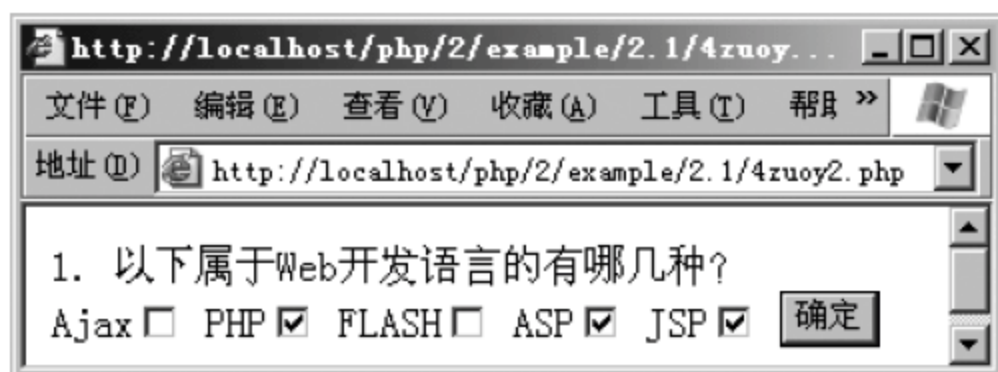 http://localhost/php/2/example/2.1/4zuoy...
文件(F) 编辑(E) 查看(V) 收藏(A) 工具(T) 帮助 »
地址(D) http://localhost/php/2/example/2.1/4zuoy2.php
1. 以下属于Web开发语言的有哪几种?
Ajax PHP FLASH ASP JSP 确定